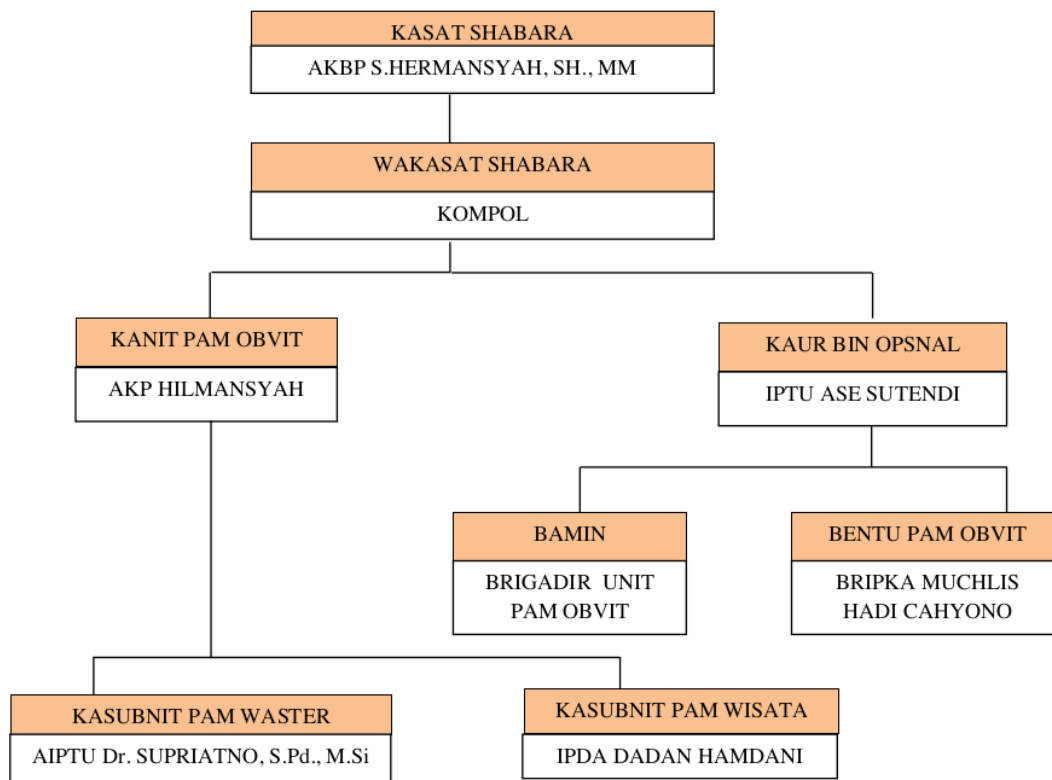 KASAT SHABARA
AKBP S.HERMANSYAH, SH., MM
WAKASAT SHABARA
KOMPOL
KANIT PAM OBVIT
AKP HILMANSYAH
KAUR BIN OPSNAL
IPTU ASE SUTENDI
BAMIN
BRIGADIR UNIT
PAM OBVIT
BENTU PAM OBVIT
BRIPKA MUCHLIS
HADI CAHYONO
KASUBNIT PAM WASTER
AIPTU Dr. SUPRIATNO, S.Pd., M.Si
KASUBNIT PAM WISATA
IPDA DADAN HAMDANI